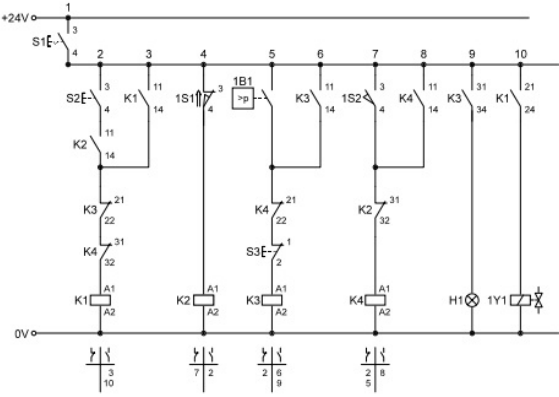 1
+24V
3
S1
4
2 3 4 5 6 7 8 9 10
3 11 3 1B1 11 3 11 31 21
S2 K1 1S1 >p K3 1S2 K4 K3 K1
4 14 4 14 4 14 34 24
11
K2
14
21 21 31
K3 K4 K2
22 22 32
31 1
K4 S3
32 2
A1 A1 A1 A1
K1 K2 K3 K4 H1 1Y1
A2 A2 A2 A2
0V
3 7 2 2 6 2 8
10 9 5